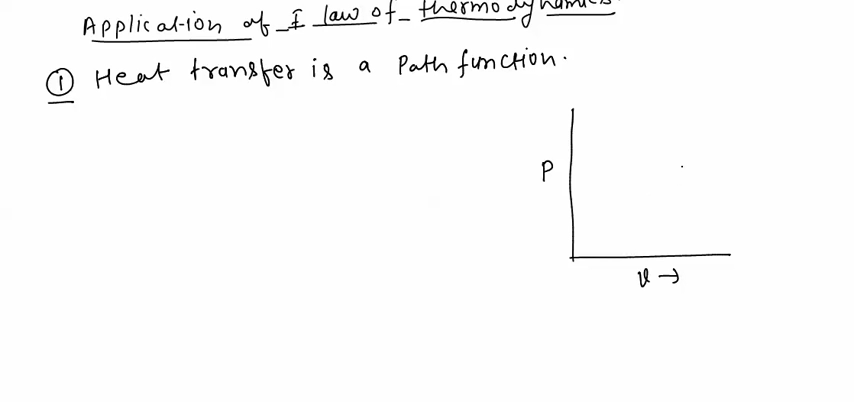 Application of I law of thermodynamics
① Heat transfer is a Path function.
P
v →